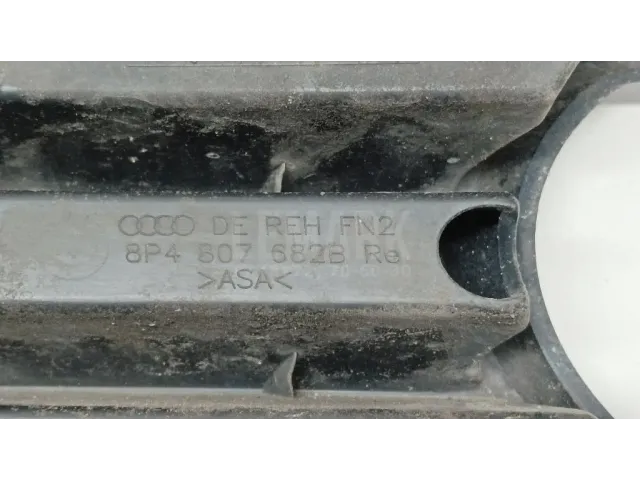 DE REH FN2
8P4 807 682B Re
>ASA<